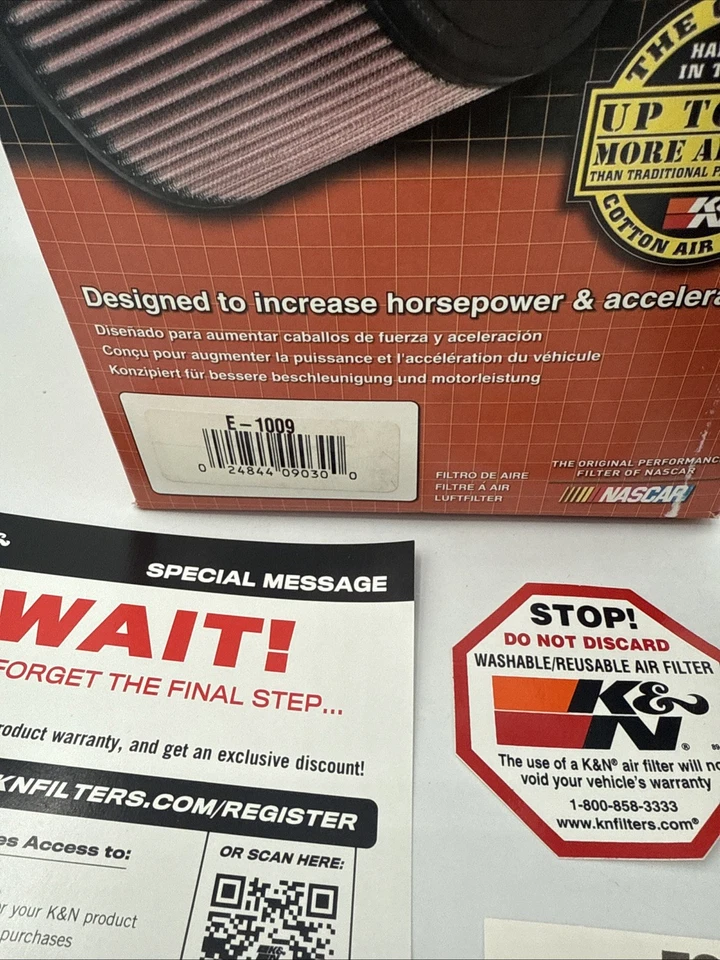 THE
HA
IN T
UP TO
MORE AI
THAN TRADITIONAL P
K
COTTON AIR
Designed to increase horsepower & accelera
Diseñado para aumentar caballos de fuerza y aceleración
Conçu pour augmenter la puissance et l'accélération du véhicule
Konzipiert für bessere beschleunigung und motorleistung
E-1009
0 24844 09030 0
FILTRO DE AIRE
FILTRE À AIR
LUFTFILTER
THE ORIGINAL PERFORMANC
FILTER OF NASCAR
NASCAR
SPECIAL MESSAGE
WAIT!
FORGET THE FINAL STEP...
roduct warranty, and get an exclusive discount!
KNFILTERS.COM/REGISTER
es Access to:
OR SCAN HERE:
r your K&N product
purchases
K&N
STOP!
DO NOT DISCARD
WASHABLE/REUSABLE AIR FILTER
K&N®
The use of a K&N® air filter will no
void your vehicle's warranty
1-800-858-3333
www.knfilters.com®